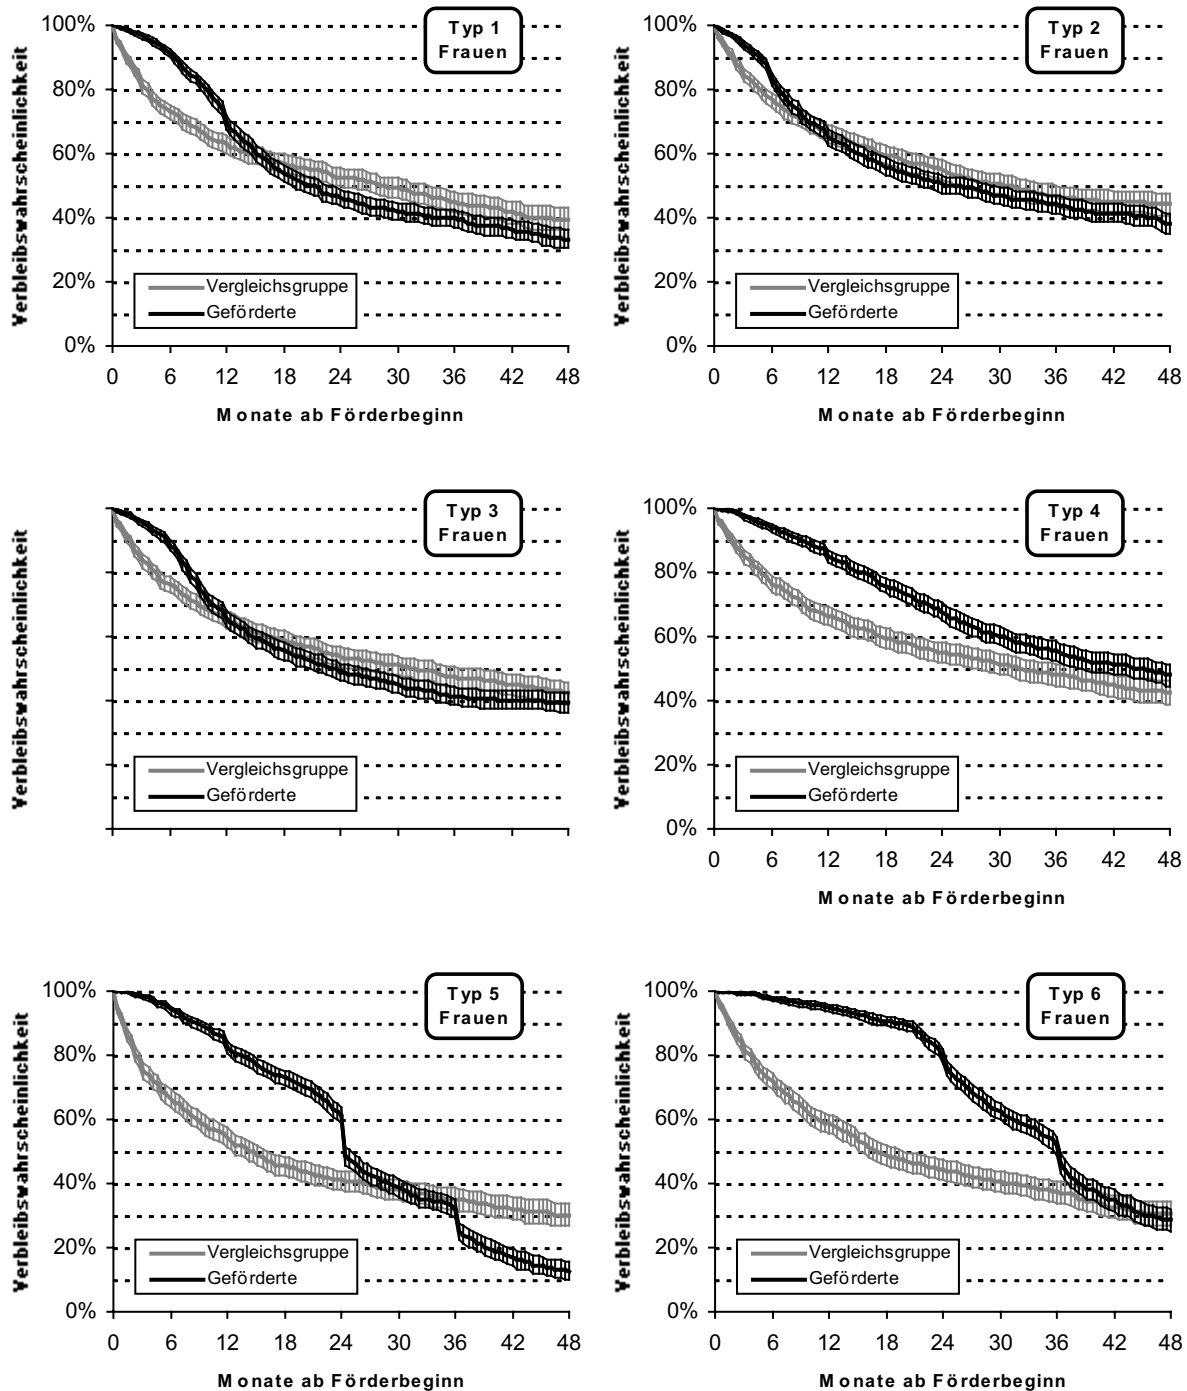 Typ 1
Frauen
Verbleibswahrscheinlichkeit
100%
80%
60%
40%
20%
0%
Vergleichsgruppe
Geförderte
0 6 12 18 24 30 36 42 48
Monate ab Förderbeginn
Typ 2
Frauen
Verbleibswahrscheinlichkeit
100%
80%
60%
40%
20%
0%
Vergleichsgruppe
Geförderte
0 6 12 18 24 30 36 42 48
Monate ab Förderbeginn
Typ 3
Frauen
Verbleibswahrscheinlichkeit
Vergleichsgruppe
Geförderte
Typ 4
Frauen
Verbleibswahrscheinlichkeit
100%
80%
60%
40%
20%
0%
Vergleichsgruppe
Geförderte
0 6 12 18 24 30 36 42 48
Monate ab Förderbeginn
Typ 5
Frauen
Verbleibswahrscheinlichkeit
100%
80%
60%
40%
20%
0%
Vergleichsgruppe
Geförderte
0 6 12 18 24 30 36 42 48
Monate ab Förderbeginn
Typ 6
Frauen
Verbleibswahrscheinlichkeit
100%
80%
60%
40%
20%
0%
Vergleichsgruppe
Geförderte
0 6 12 18 24 30 36 42 48
Monate ab Förderbeginn